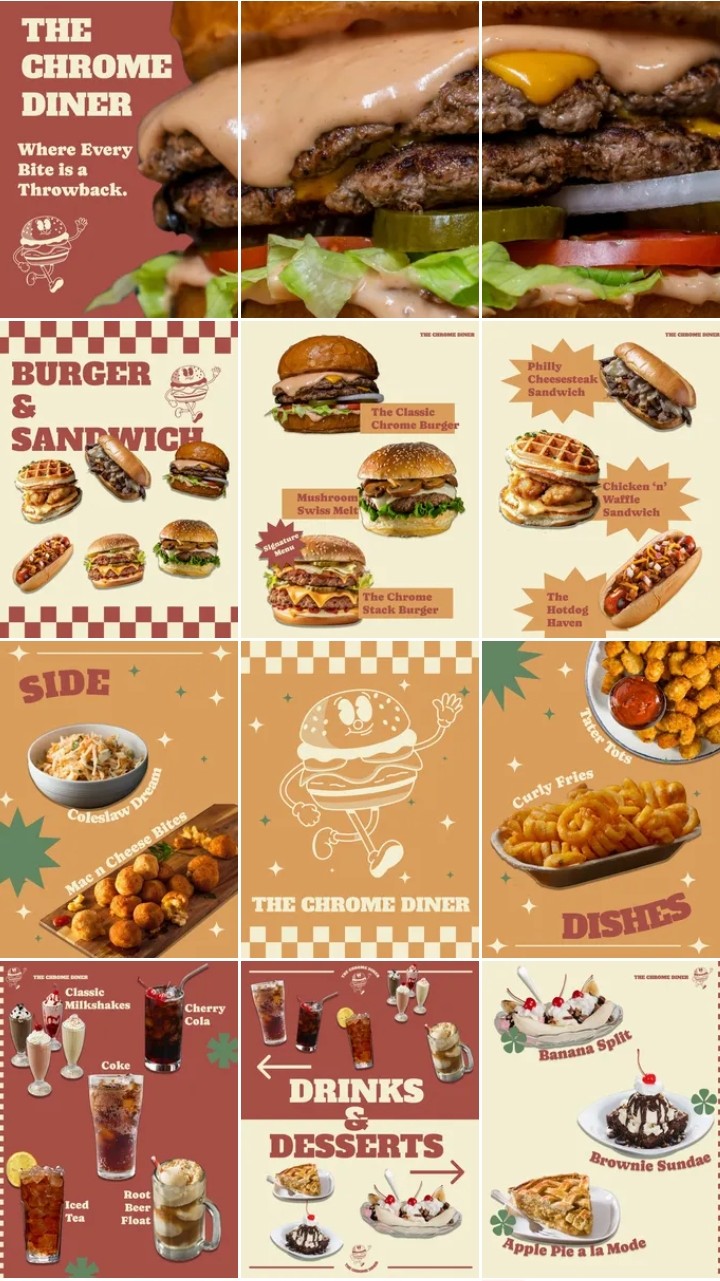 THE
CHROME
DINER
Where Every
Bite is a
Throwback.
BURGER
&
SANDWICH
THE CHROME DINER
The Classic
Chrome Burger
Mushroom
Swiss Melt
Signature
Menu
The Chrome
Stack Burger
THE CHROME DINER
Philly
Cheesesteak
Sandwich
Chicken ‘n’
Waffle
Sandwich
The
Hotdog
Haven
SIDE
Coleslaw Dream
Mac n Cheese Bites
THE CHROME DINER
Tater Tots
Curly Fries
DISHES
THE CHROME DINER
Classic
Milkshakes
Cherry
Cola
Coke
Iced
Tea
Root
Beer
Float
THE CHROME DINER
DRINKS
&
DESSERTS
THE CHROME DINER
THE CHROME DINER
Banana Split
Brownie Sundae
Apple Pie a la Mode